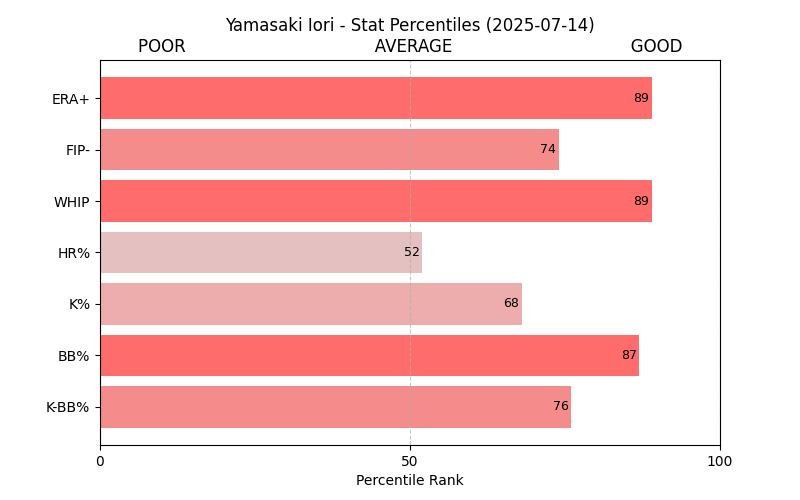 Yamasaki Iori - Stat Percentiles (2025-07-14)
POOR AVERAGE GOOD
ERA+ 89
FIP- 74
WHIP 89
HR% 52
K% 68
BB% 87
K-BB% 76
0 50 100
Percentile Rank